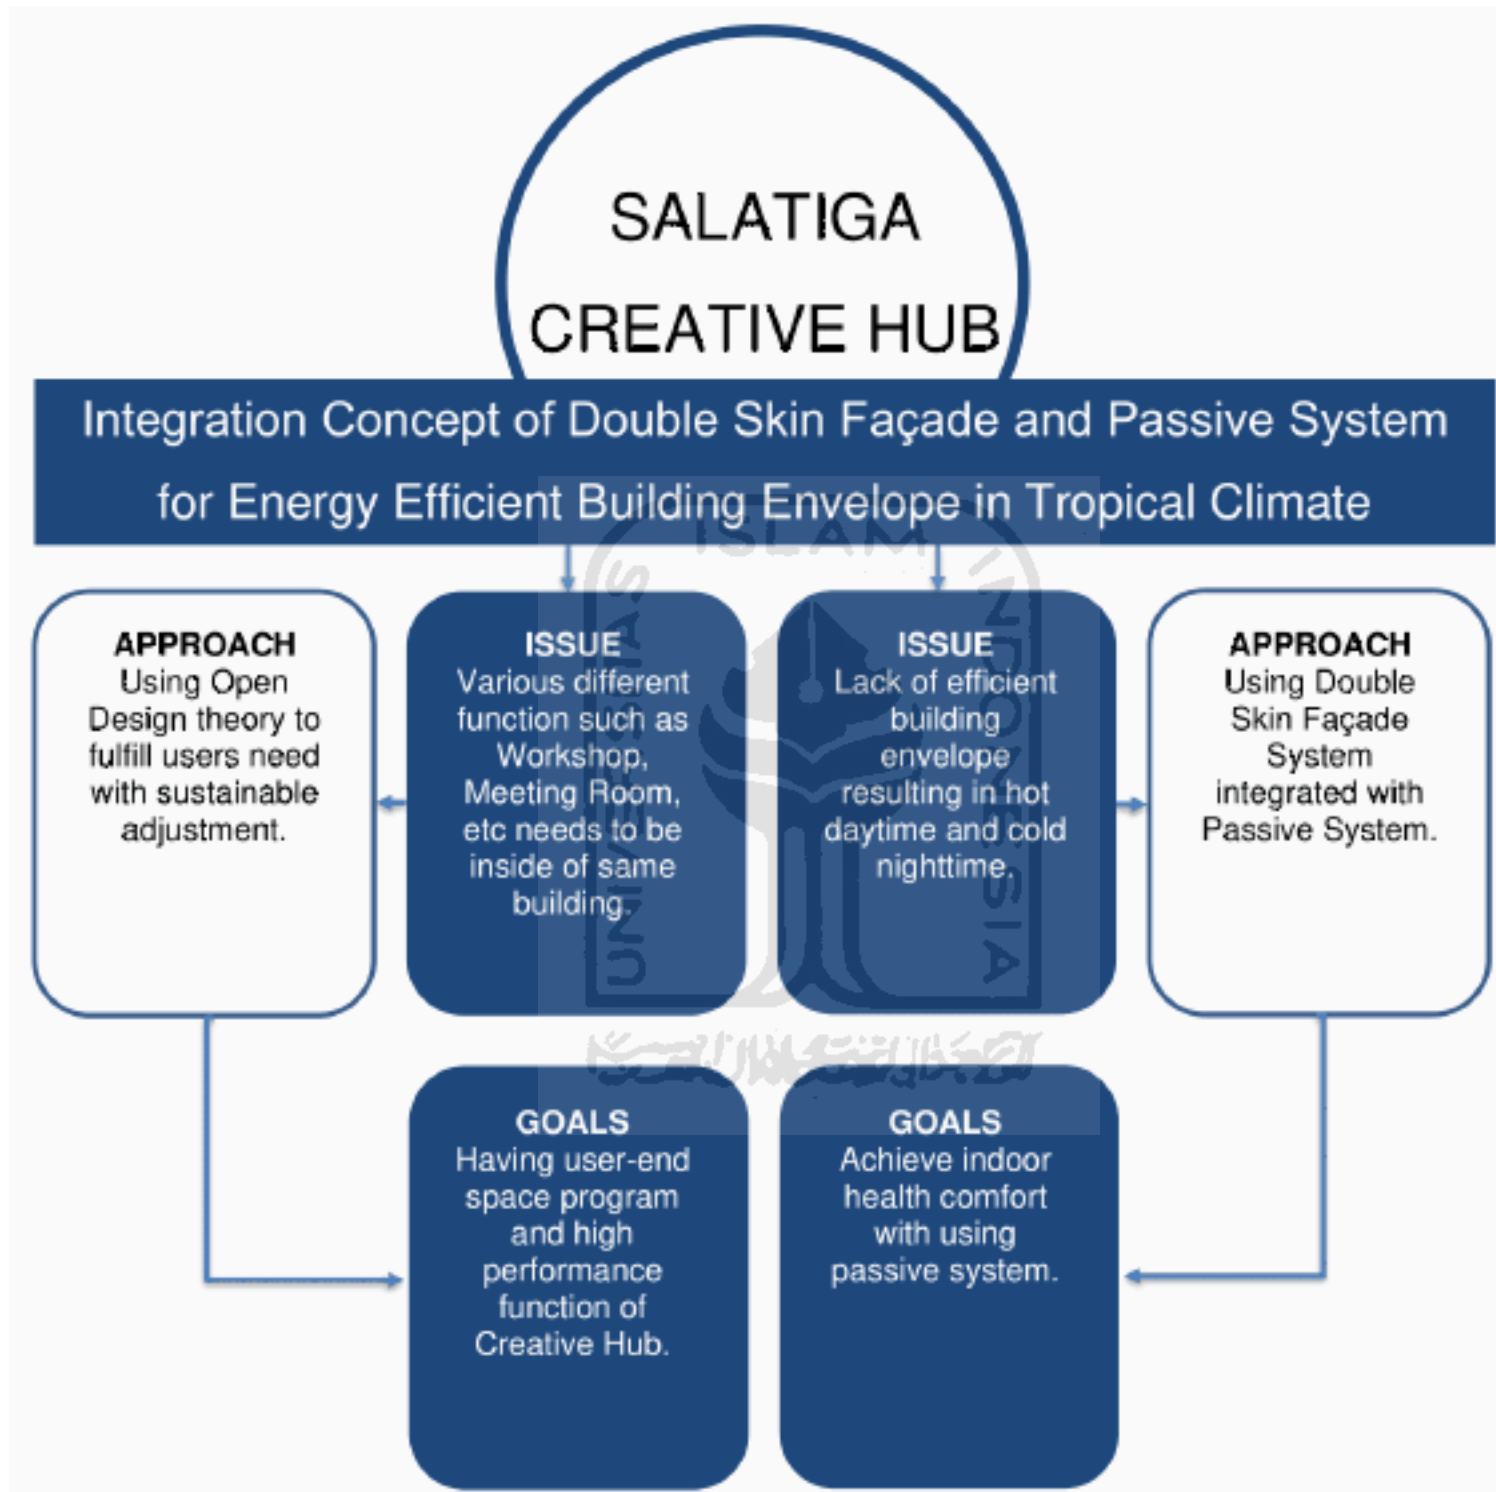 SALATIGA
CREATIVE HUB
Integration Concept of Double Skin Façade and Passive System
for Energy Efficient Building Envelope in Tropical Climate
APPROACH
Using Open
Design theory to
fulfill users need
with sustainable
adjustment.
ISSUE
Various different
function such as
Workshop,
Meeting Room,
etc needs to be
inside of same
building.
ISSUE
Lack of efficient
building
envelope
resulting in hot
daytime and cold
nighttime.
APPROACH
Using Double
Skin Façade
System
integrated with
Passive System.
GOALS
Having user-end
space program
and high
performance
function of
Creative Hub.
GOALS
Achieve indoor
health comfort
with using
passive system.
UNIVERSITAS
ISLAM
INDONESIA